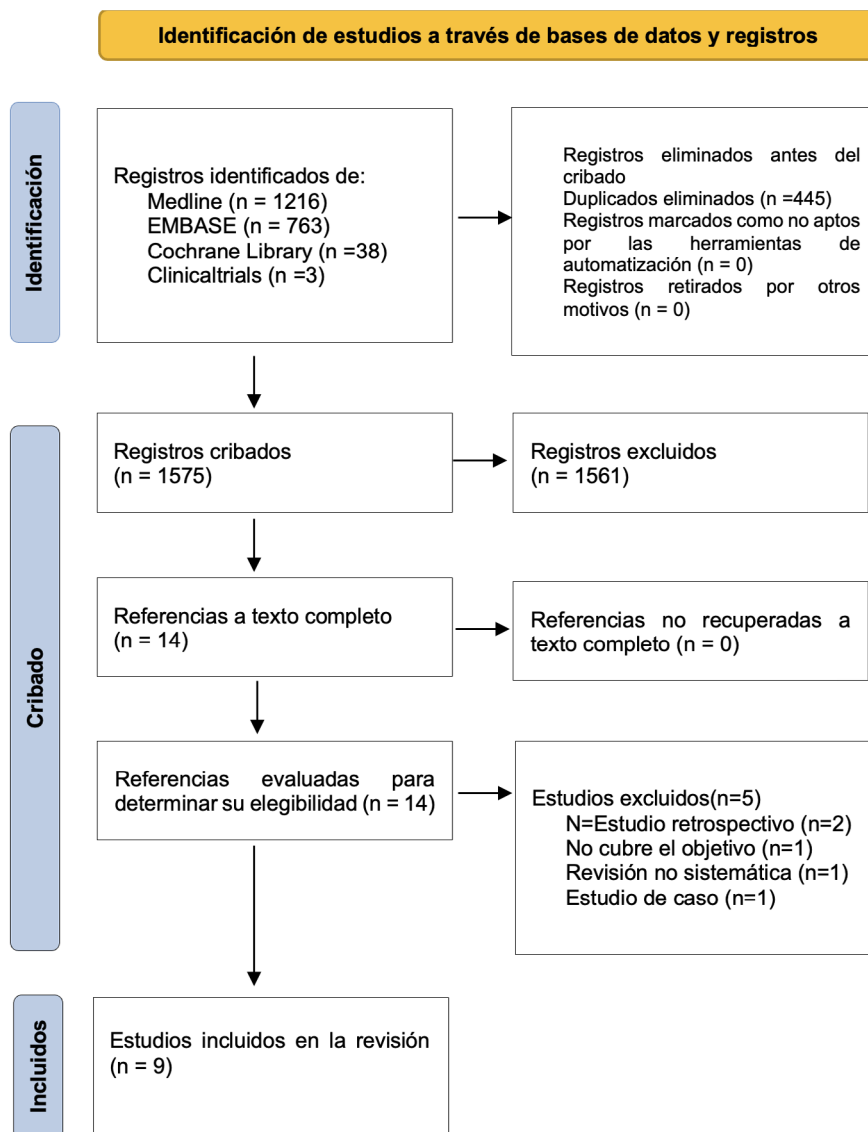 Identificación de estudios a través de bases de datos y registros
Identificación
Registros identificados de:
Medline (n = 1216)
EMBASE (n = 763)
Cochrane Library (n =38)
Clinicaltrials (n =3)
Registros eliminados antes del
cribado
Duplicados eliminados (n =445)
Registros marcados como no aptos
por las herramientas de
automatización (n = 0)
Registros retirados por otros
motivos (n = 0)
Cribado
Registros cribados
(n = 1575)
Registros excluidos
(n = 1561)
Referencias a texto completo
(n = 14)
Referencias no recuperadas a
texto completo (n = 0)
Referencias evaluadas para
determinar su elegibilidad (n = 14)
Estudios excluidos(n=5)
N=Estudio retrospectivo (n=2)
No cubre el objetivo (n=1)
Revisión no sistemática (n=1)
Estudio de caso (n=1)
Incluidos
Estudios incluidos en la revisión
(n = 9)